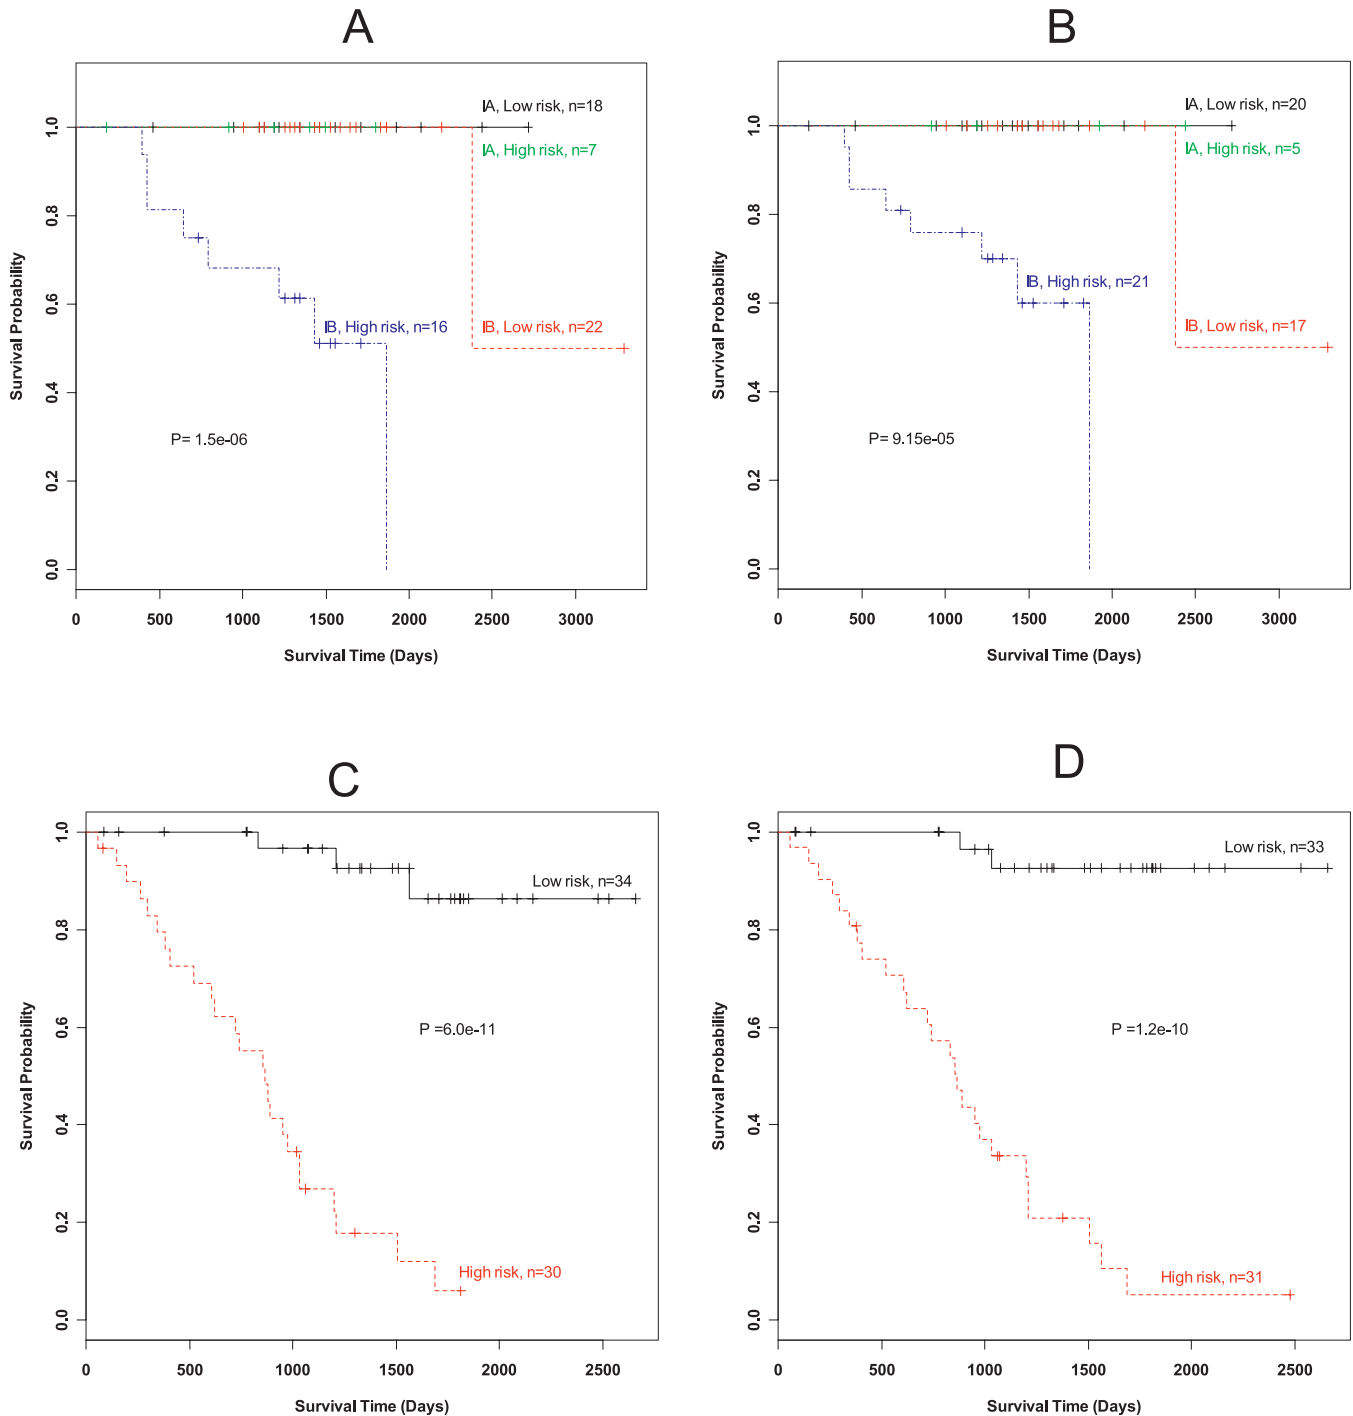 A
B
IA, Low risk, n=18
IA, High risk, n=7
IB, High risk, n=16
IB, Low risk, n=22
P= 1.5e-06
Survival Probability
0.0
0.2
0.4
0.6
0.8
1.0
0
500
1000
1500
2000
2500
3000
Survival Time (Days)
IA, Low risk, n=20
IA, High risk, n=5
IB, High risk, n=21
IB, Low risk, n=17
P= 9.15e-05
Survival Probability
0.0
0.2
0.4
0.6
0.8
1.0
0
500
1000
1500
2000
2500
3000
Survival Time (Days)
C
D
Low risk, n=34
P =6.0e-11
High risk, n=30
Survival Probability
0.0
0.2
0.4
0.6
0.8
1.0
0
500
1000
1500
2000
2500
Survival Time (Days)
Low risk, n=33
P =1.2e-10
High risk, n=31
Survival Probability
0.0
0.2
0.4
0.6
0.8
1.0
0
500
1000
1500
2000
2500
Survival Time (Days)